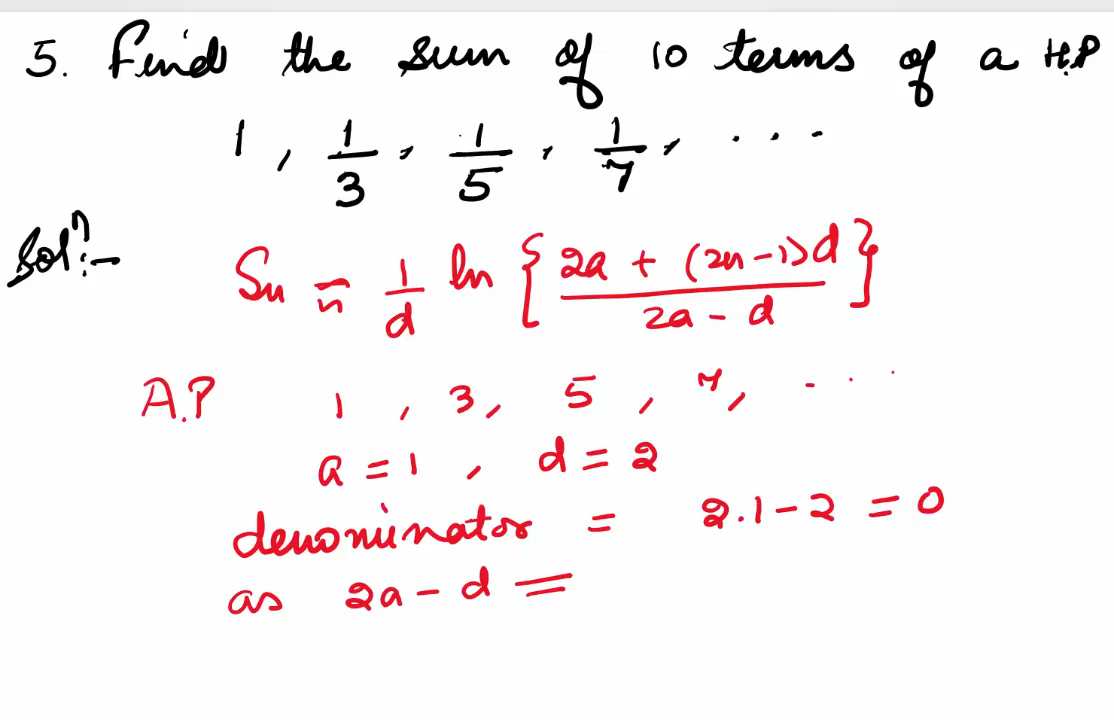 5. Find the sum of 10 terms of a H.P
1, 1/3, 1/5, 1/7, ...
Solⁿ:-
Sn ≈ 1/d ln { (2a + (2n-1)d) / (2a - d) }
A.P 1, 3, 5, 7, ...
a = 1, d = 2
denominator = 2.1 - 2 = 0
as 2a - d =